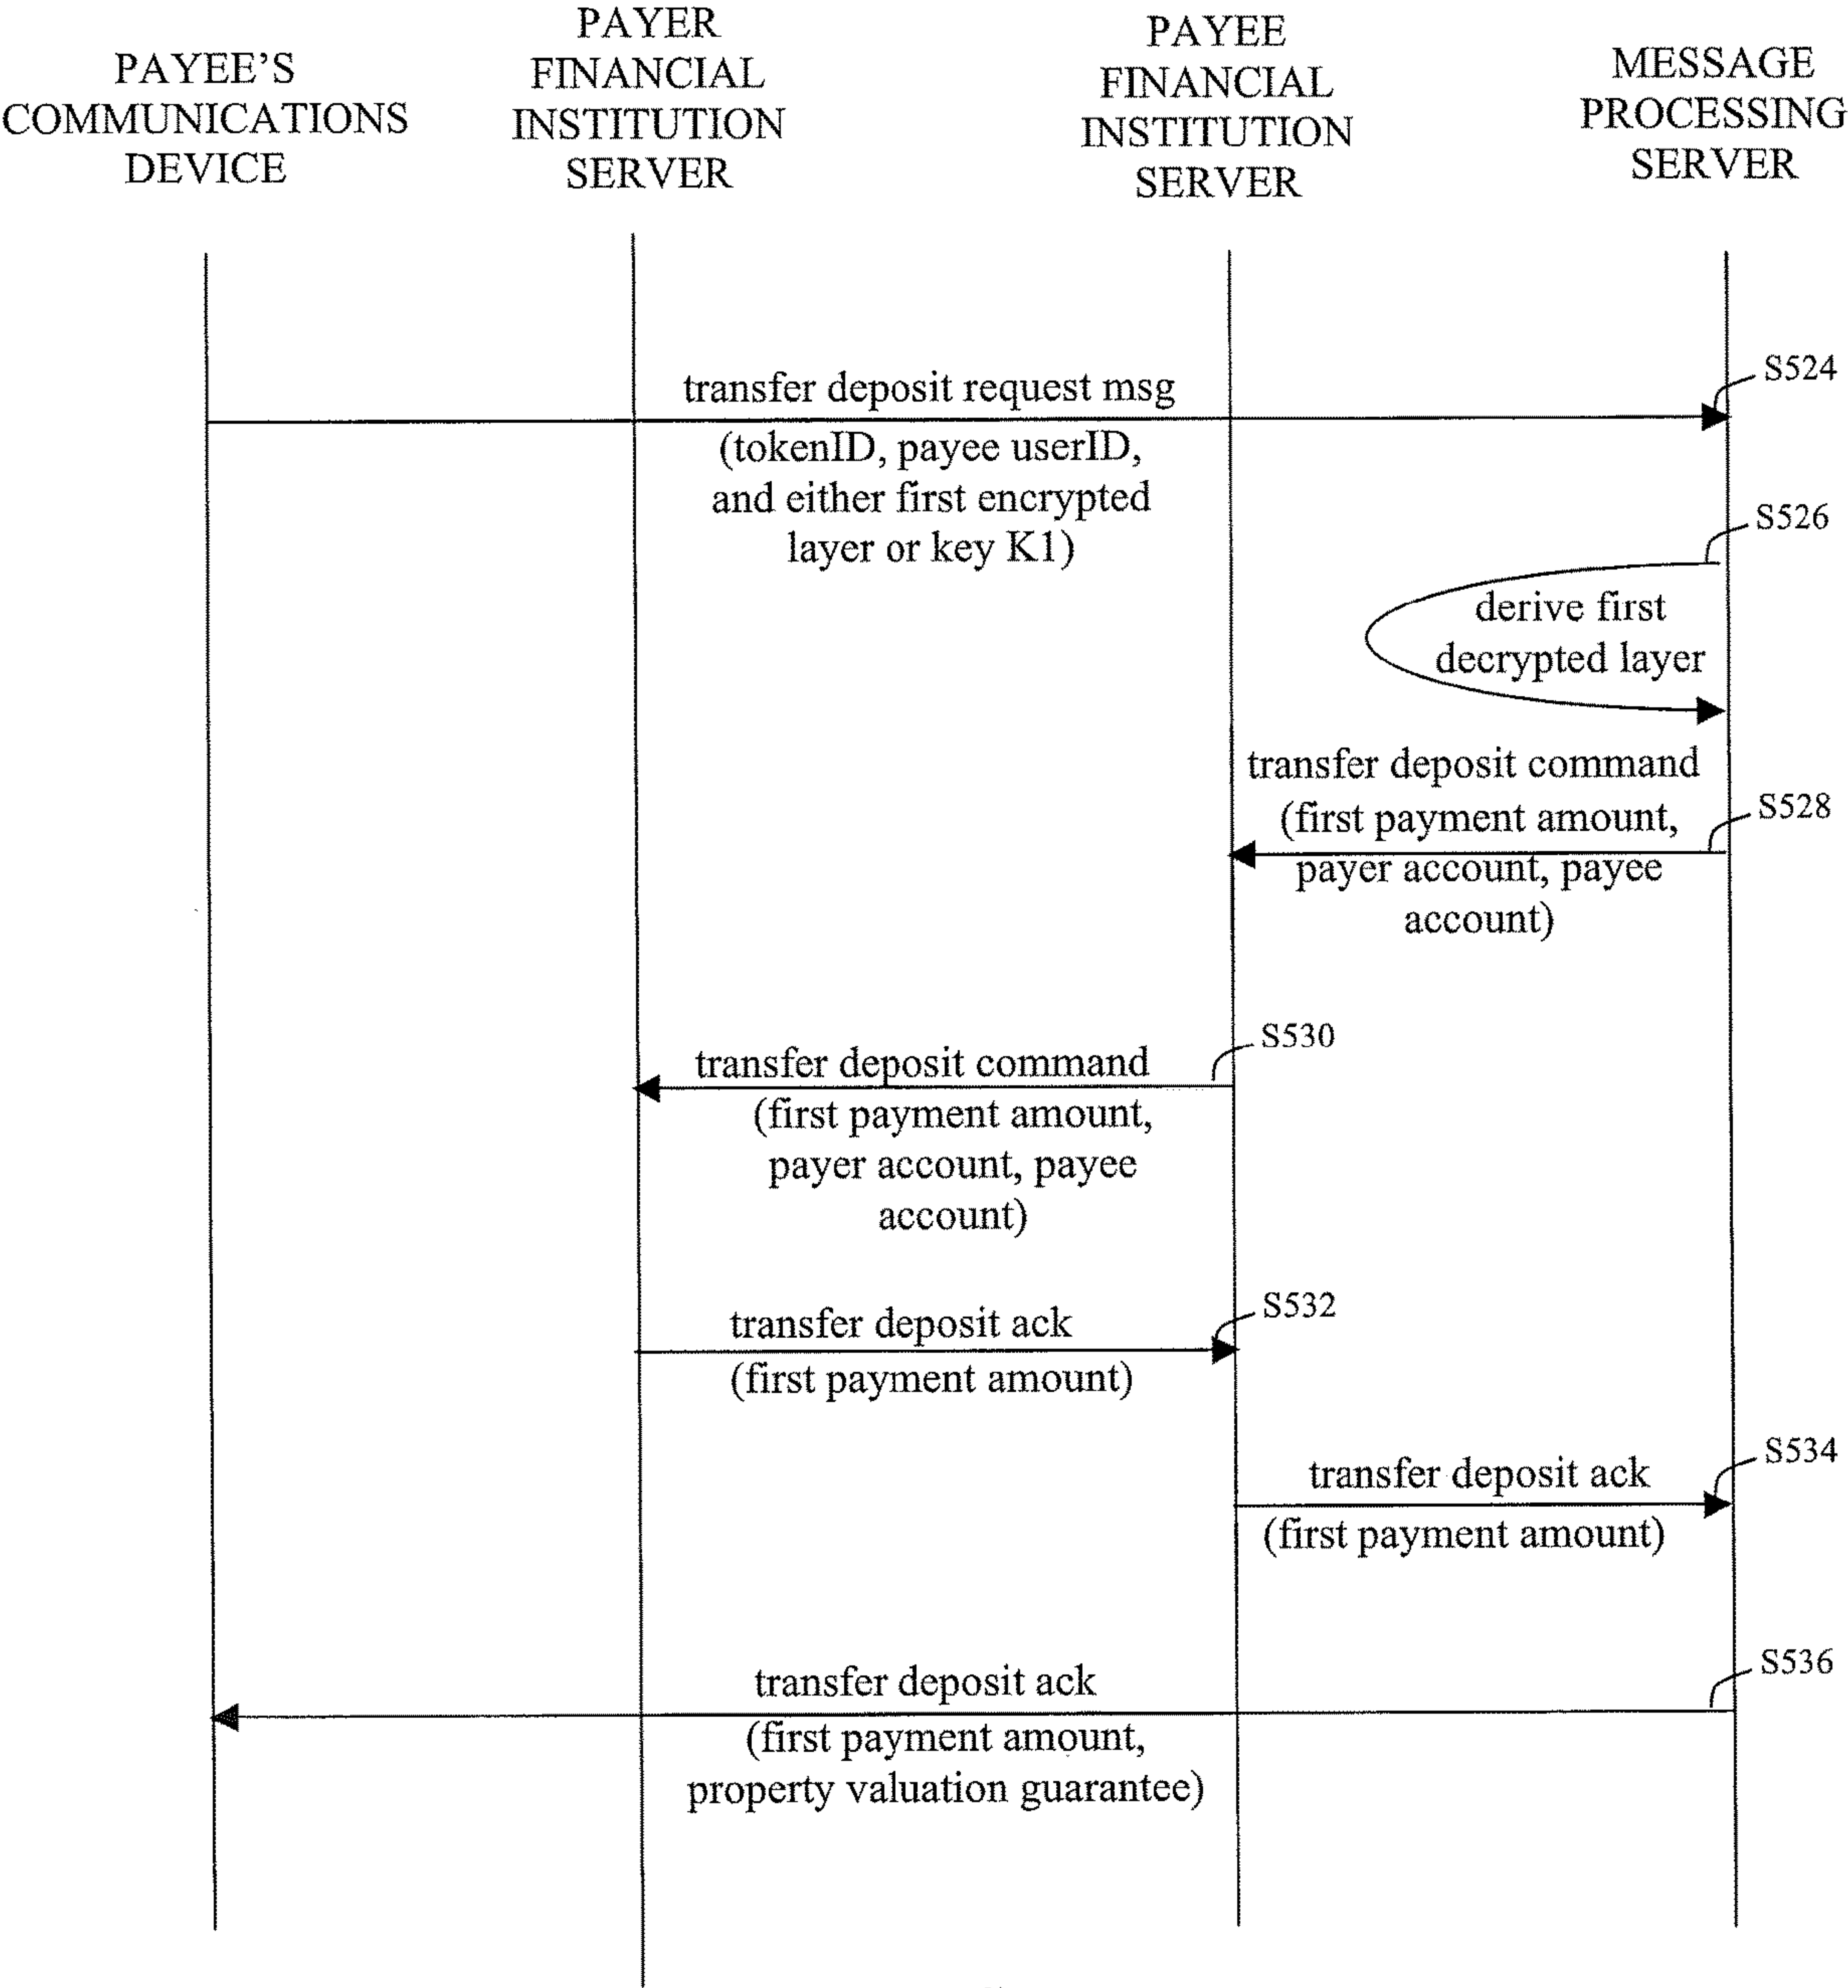 PAYEE'S
COMMUNICATIONS
DEVICE
PAYER
FINANCIAL
INSTITUTION
SERVER
PAYEE
FINANCIAL
INSTITUTION
SERVER
MESSAGE
PROCESSING
SERVER
transfer deposit request msg
S524
(tokenID, payee userID,
and either first encrypted
layer or key K1)
S526
derive first
decrypted layer
transfer deposit command
S528
(first payment amount,
payer account, payee
account)
S530
transfer deposit command
(first payment amount,
payer account, payee
account)
S532
transfer deposit ack
(first payment amount)
S534
transfer deposit ack
(first payment amount)
S536
transfer deposit ack
(first payment amount,
property valuation guarantee)